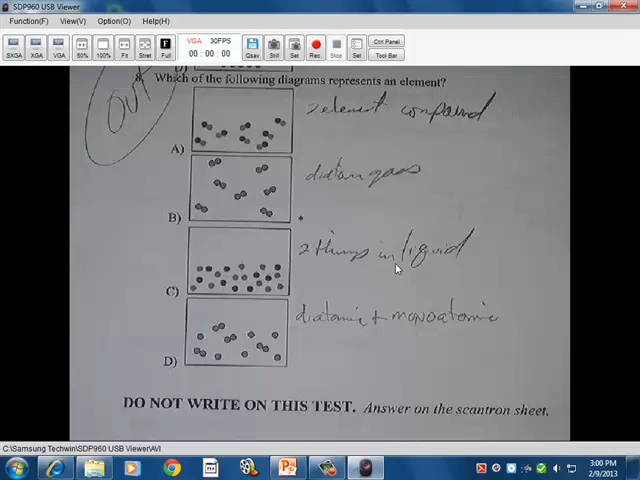 SDP960 USB Viewer
Function(F) View(V) Option(O) Help(H)
VGA 30FPS
00 : 00 : 00
SXGA XGA VGA 50% 100% Fit Stret Full Qsav Still Set Rec Stop Set Ctrl Panel Tool Bar
D)
out
8. Which of the following diagrams represents an element?
2 element compound
A)
diatom gas
B)
2 things in liquid
C)
diatomic + monoatomic
D)
DO NOT WRITE ON THIS TEST. Answer on the scantron sheet.
C:\Samsung Techwin\SDP960 USB Viewer\AVI
3:00 PM
2/9/2013